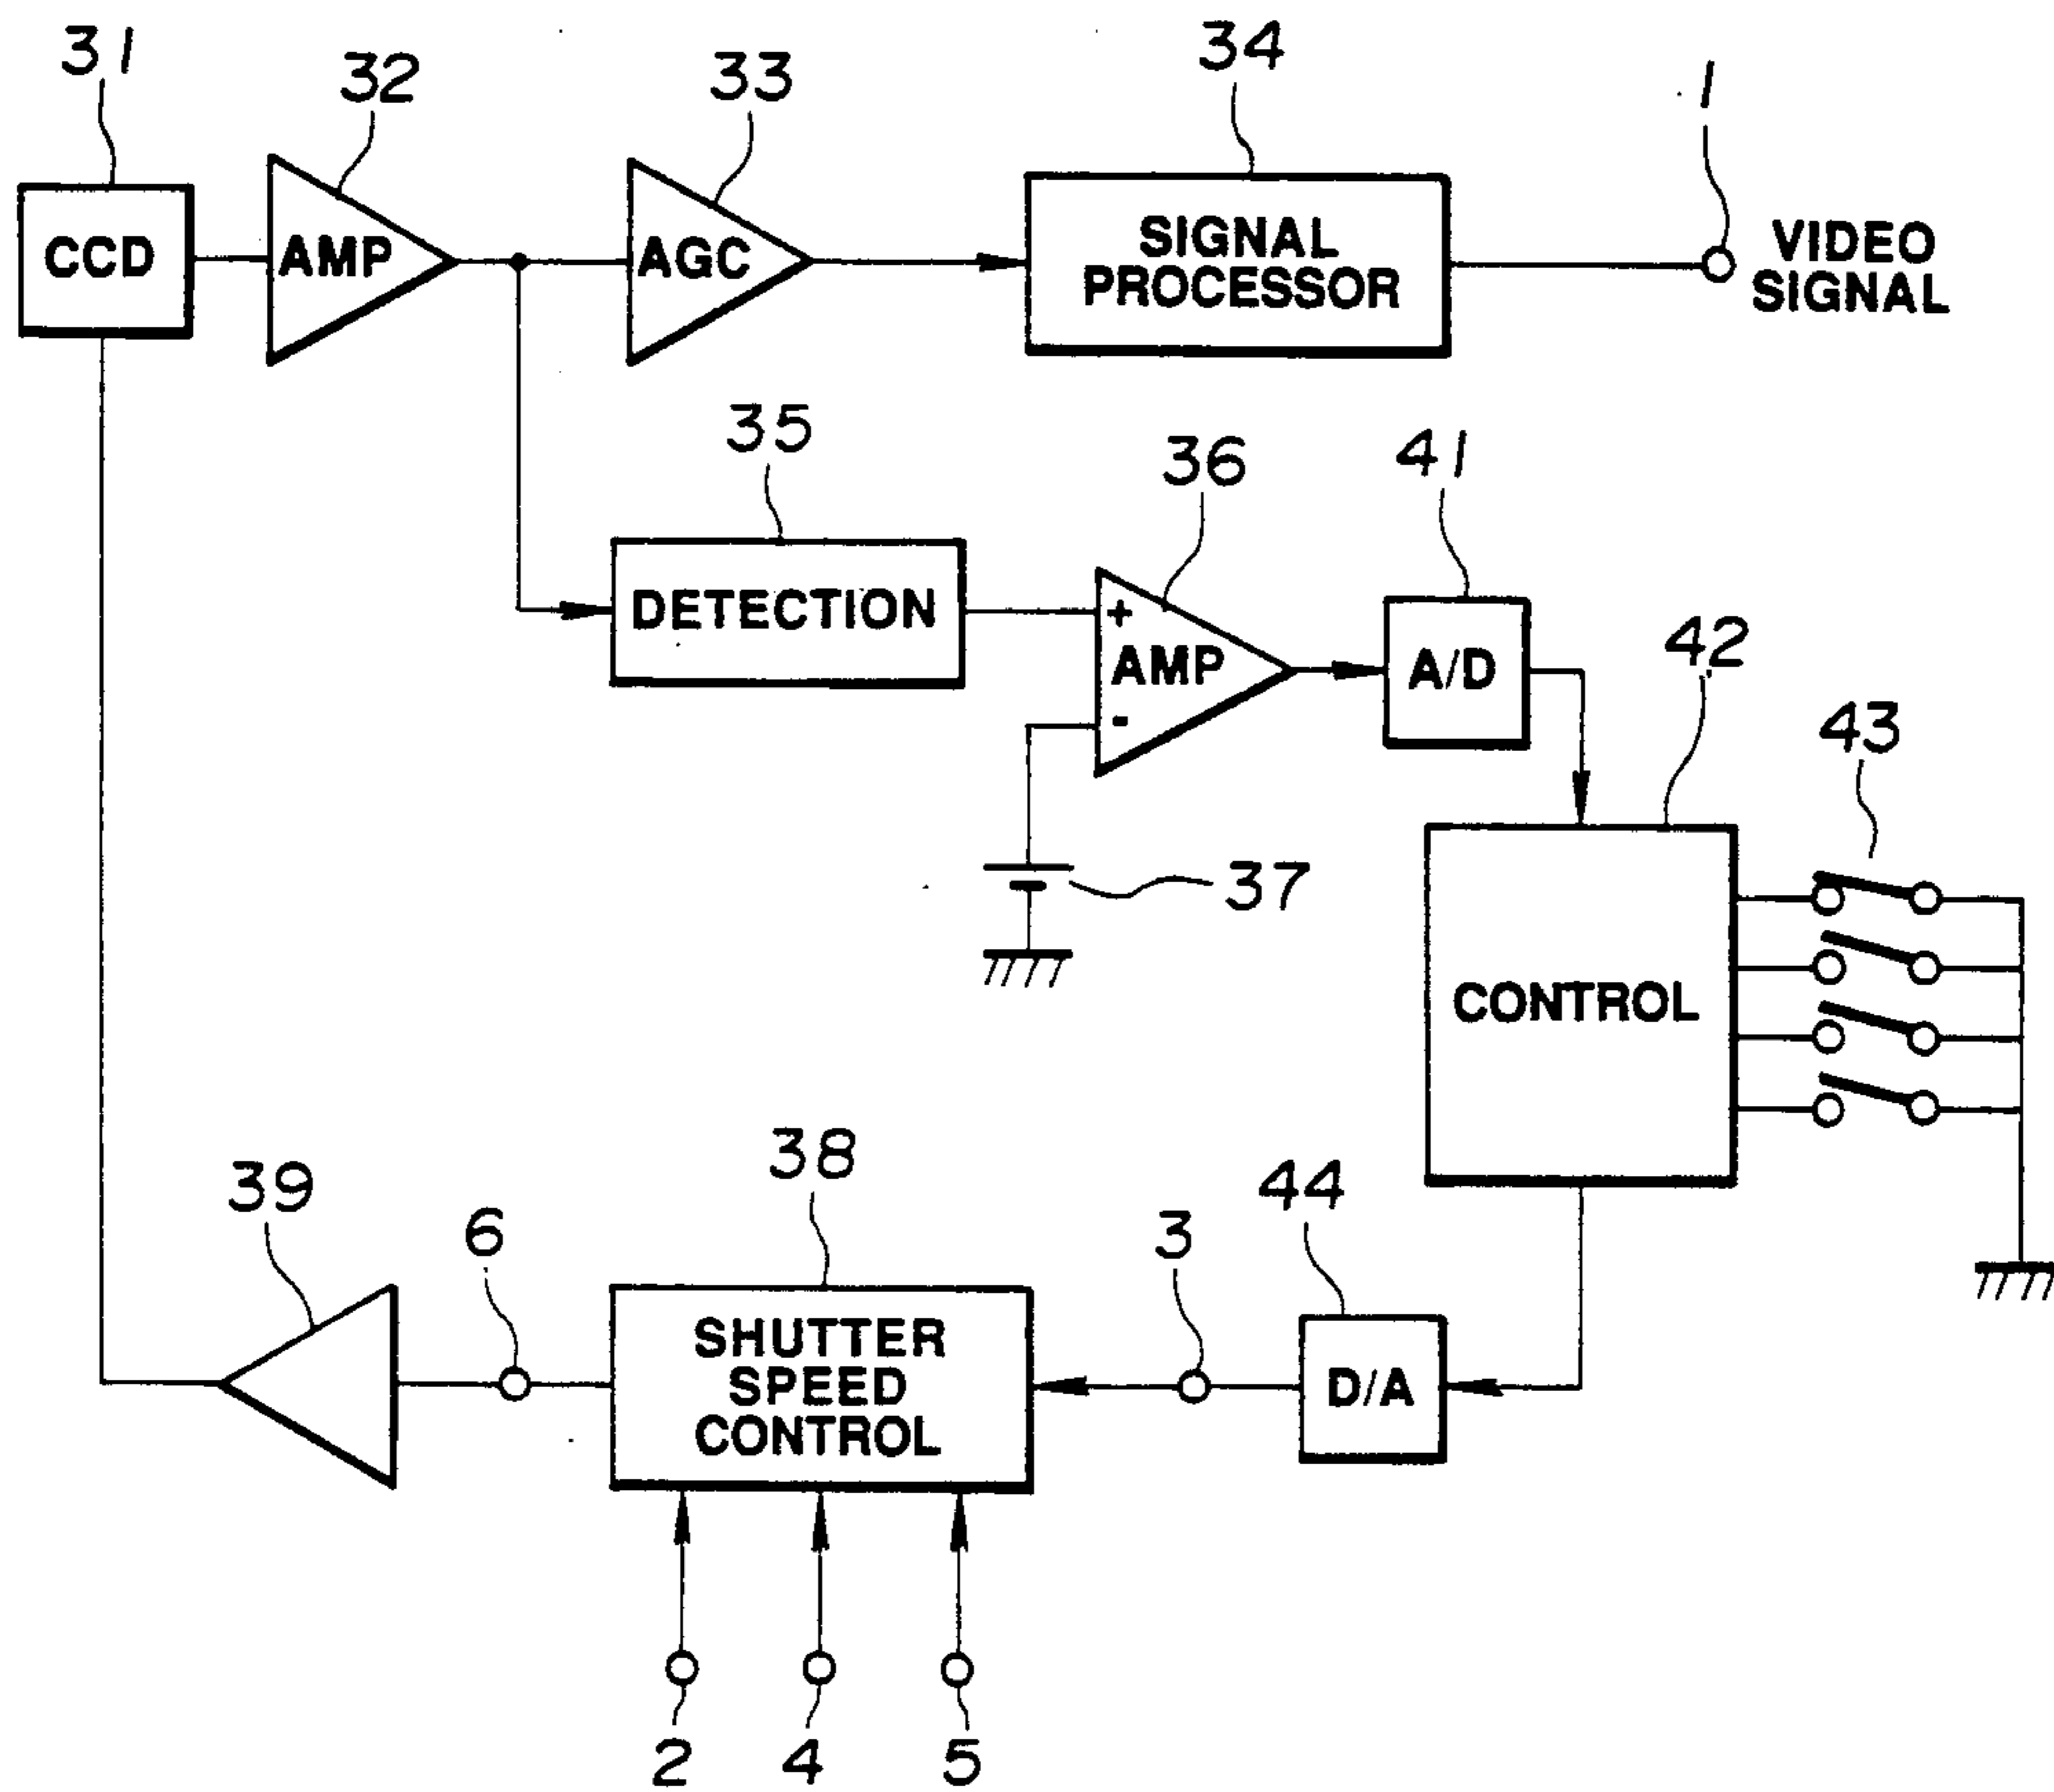 31
32
33
34
1
CCD
AMP
AGC
SIGNAL
PROCESSOR
VIDEO
SIGNAL
35
36
41
42
43
DETECTION
+
AMP
-
A/D
37
CONTROL
39
6
38
3
44
SHUTTER
SPEED
CONTROL
D/A
2
4
5